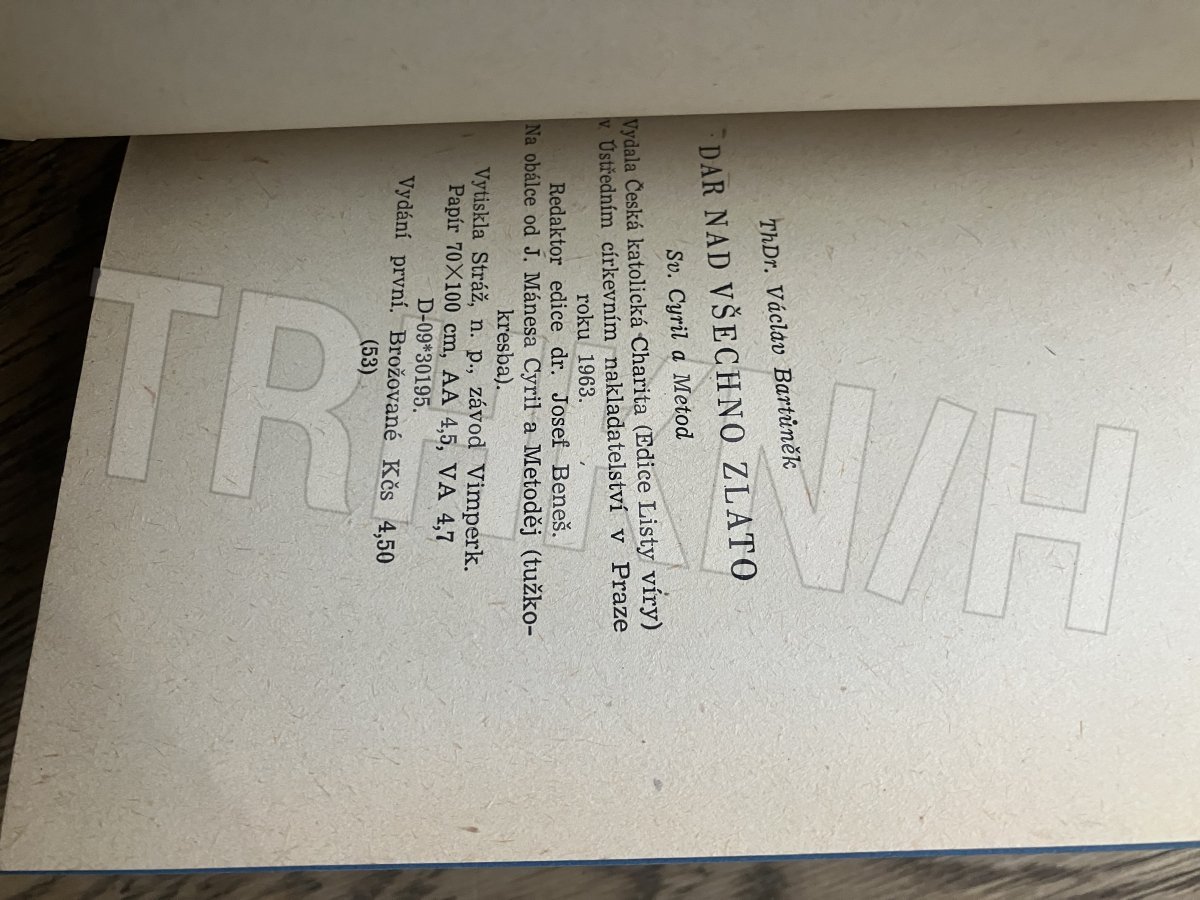 ThDr. Václav Bartůněk
DAR NAD VŠECHNO ZLATO
Sv. Cyril a Metod
Vydala Česká katolická Charita (Edice Listy víry)
v Ústředním církevním nakladatelství v Praze
roku 1963.
Redaktor edice dr. Josef Beneš.
Na obálce od J. Mánesa Cyril a Metoděj (tužko-
kresba).
Vytiskla Stráž, n. p., závod Vimperk.
Papír 70×100 cm, AA 4,5, VA 4,7
D-09*30195.
Vydání první. Brožované Kčs 4,50
(53)